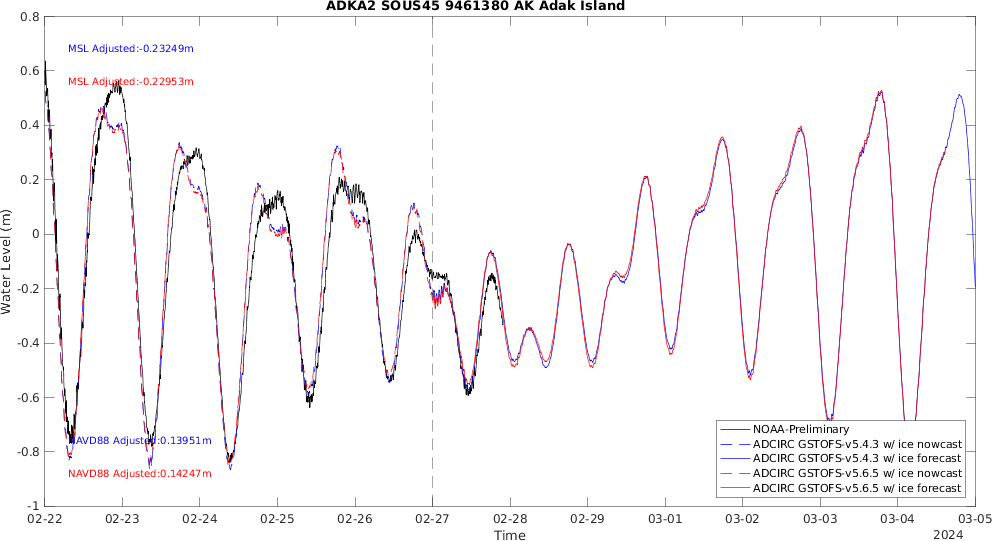 ADKA2 SOUS45 9461380 AK Adak Island
MSL Adjusted:-0.23249m
MSL Adjusted:-0.22953m
NAVD88 Adjusted:0.13951m
NAVD88 Adjusted:0.14247m
Water Level (m)
0.8
0.6
0.4
0.2
0
-0.2
-0.4
-0.6
-0.8
-1
NOAA-Preliminary
ADCIRC GSTOFS-v5.4.3 w/ ice nowcast
ADCIRC GSTOFS-v5.4.3 w/ ice forecast
ADCIRC GSTOFS-v5.6.5 w/ ice nowcast
ADCIRC GSTOFS-v5.6.5 w/ ice forecast
02-22 02-23 02-24 02-25 02-26 02-27 02-28 02-29 03-01 03-02 03-03 03-04 03-05
Time
2024